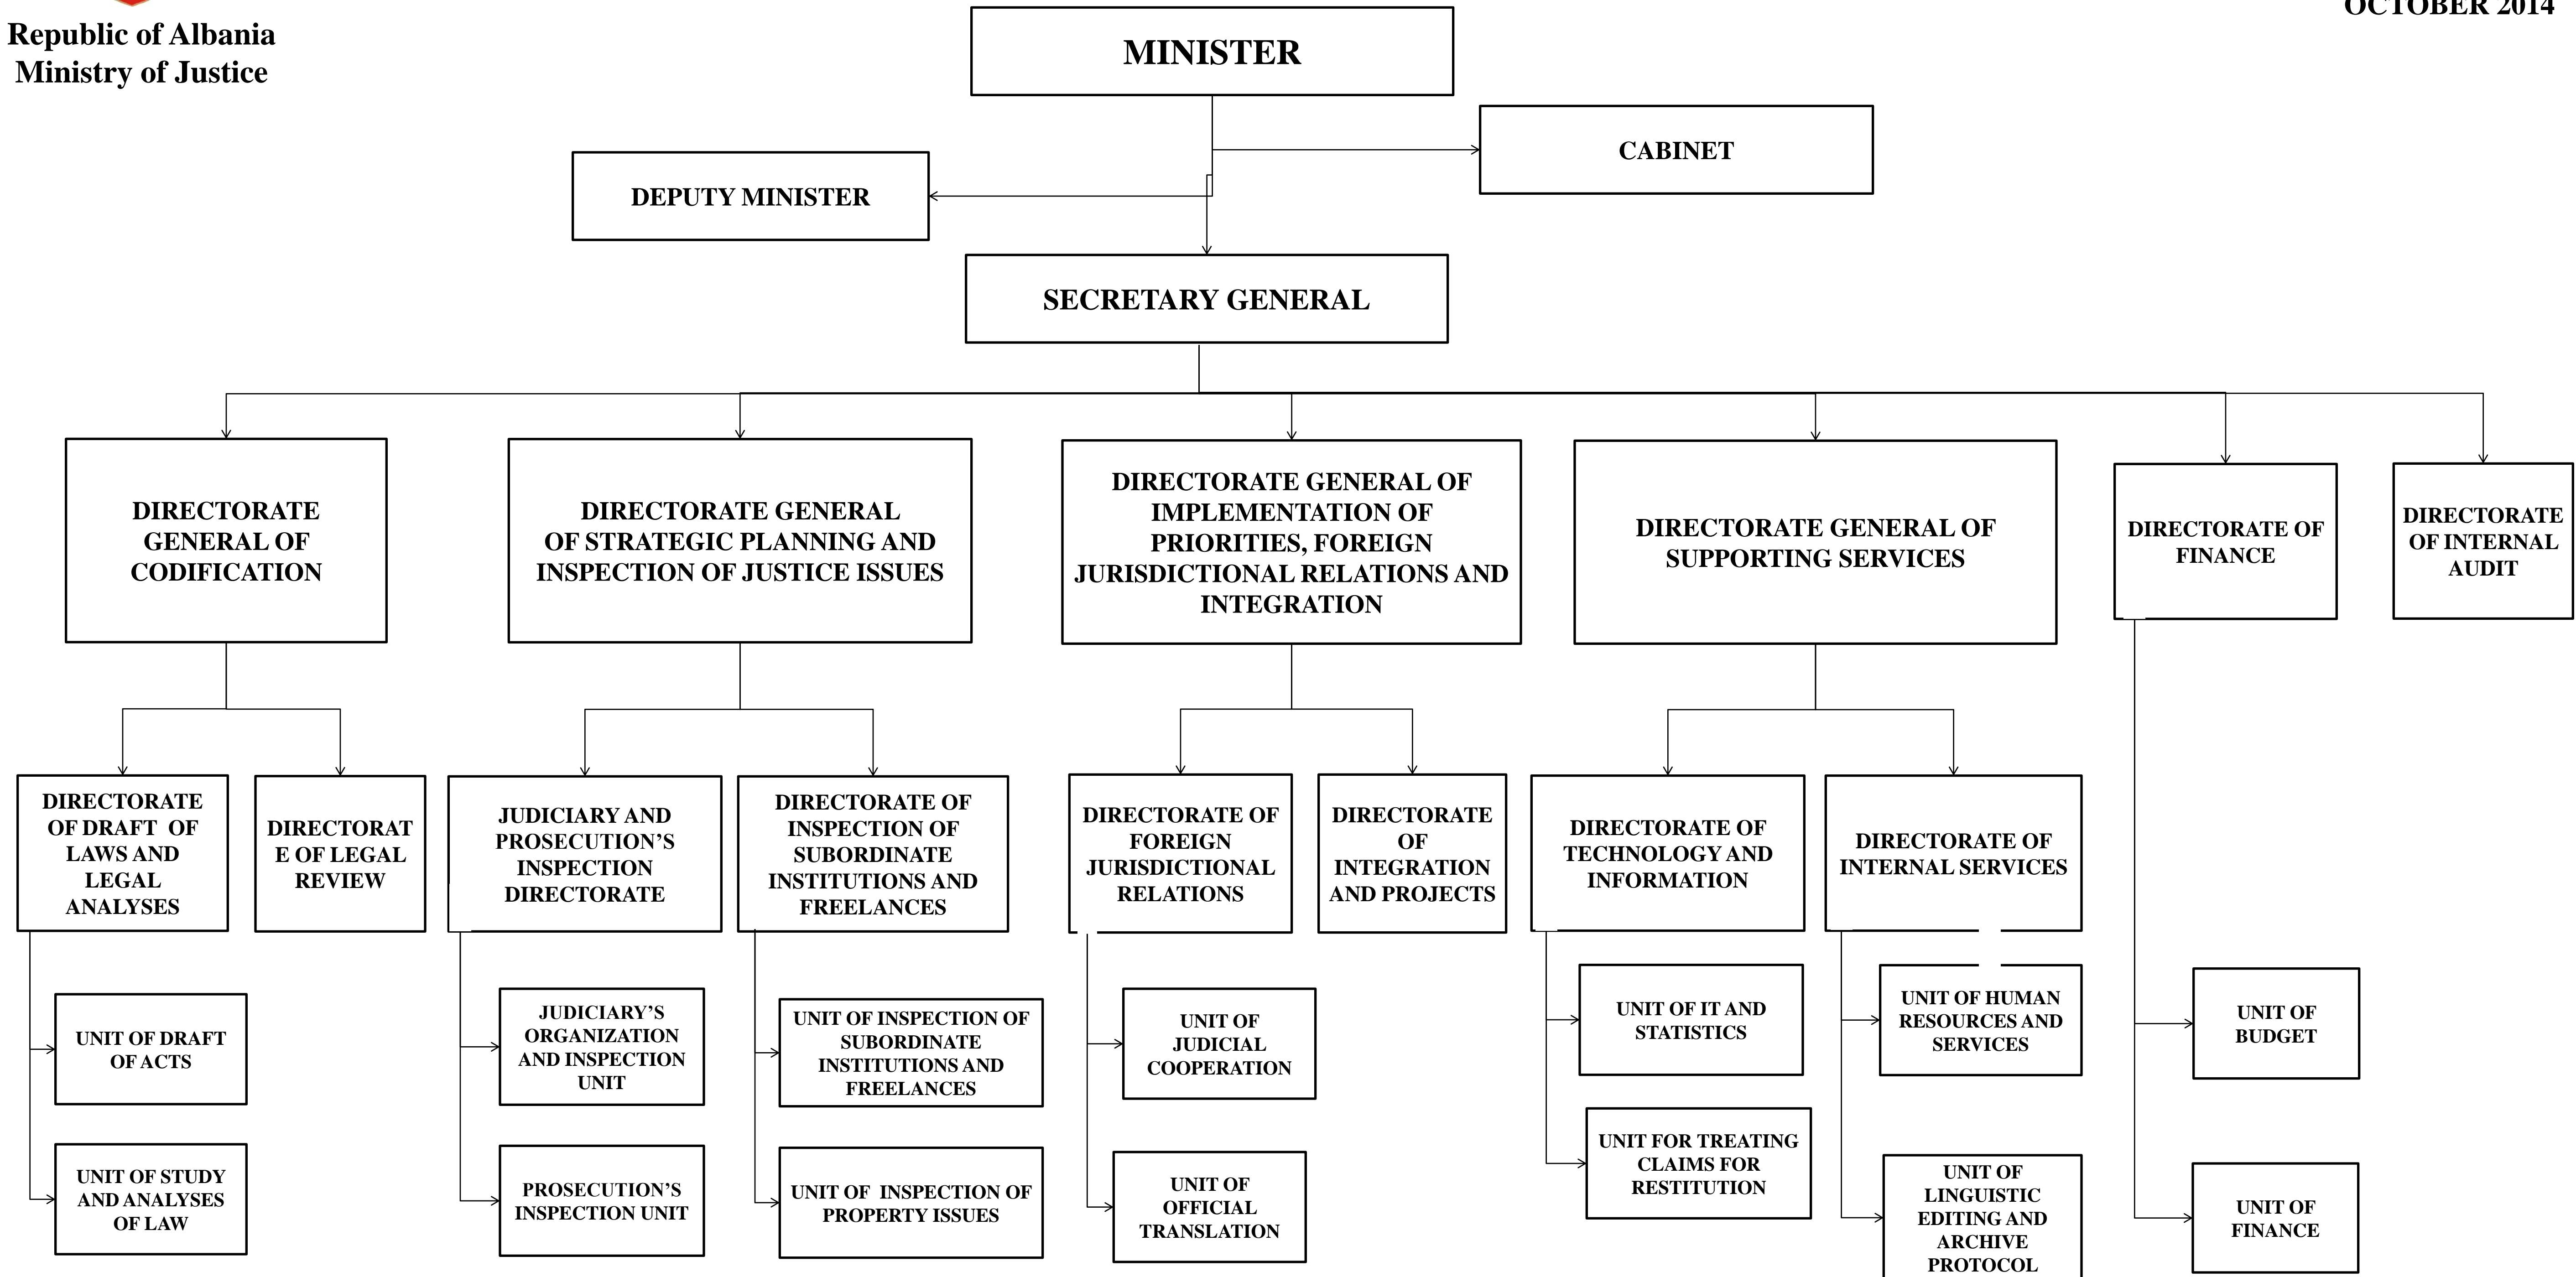 OCTOBER 2014
Republic of Albania
Ministry of Justice
MINISTER
CABINET
DEPUTY MINISTER
SECRETARY GENERAL
DIRECTORATE
GENERAL OF
CODIFICATION
DIRECTORATE GENERAL
OF STRATEGIC PLANNING AND
INSPECTION OF JUSTICE ISSUES
DIRECTORATE GENERAL OF
IMPLEMENTATION OF
PRIORITIES, FOREIGN
JURISDICTIONAL RELATIONS AND
INTEGRATION
DIRECTORATE GENERAL OF
SUPPORTING SERVICES
DIRECTORATE OF
FINANCE
DIRECTORATE
OF INTERNAL
AUDIT
DIRECTORATE
OF DRAFT OF
LAWS AND
LEGAL
ANALYSES
DIRECTORAT
E OF LEGAL
REVIEW
JUDICIARY AND
PROSECUTION’S
INSPECTION
DIRECTORATE
DIRECTORATE OF
INSPECTION OF
SUBORDINATE
INSTITUTIONS AND
FREELANCES
DIRECTORATE OF
FOREIGN
JURISDICTIONAL
RELATIONS
DIRECTORATE
OF
INTEGRATION
AND PROJECTS
DIRECTORATE OF
TECHNOLOGY AND
INFORMATION
DIRECTORATE OF
INTERNAL SERVICES
UNIT OF DRAFT
OF ACTS
JUDICIARY’S
ORGANIZATION
AND INSPECTION
UNIT
UNIT OF INSPECTION OF
SUBORDINATE
INSTITUTIONS AND
FREELANCES
UNIT OF
JUDICIAL
COOPERATION
UNIT OF IT AND
STATISTICS
UNIT OF HUMAN
RESOURCES AND
SERVICES
UNIT OF
BUDGET
UNIT OF STUDY
AND ANALYSES
OF LAW
PROSECUTION’S
INSPECTION UNIT
UNIT OF INSPECTION OF
PROPERTY ISSUES
UNIT OF
OFFICIAL
TRANSLATION
UNIT FOR TREATING
CLAIMS FOR
RESTITUTION
UNIT OF
LINGUISTIC
EDITING AND
ARCHIVE
PROTOCOL
UNIT OF
FINANCE